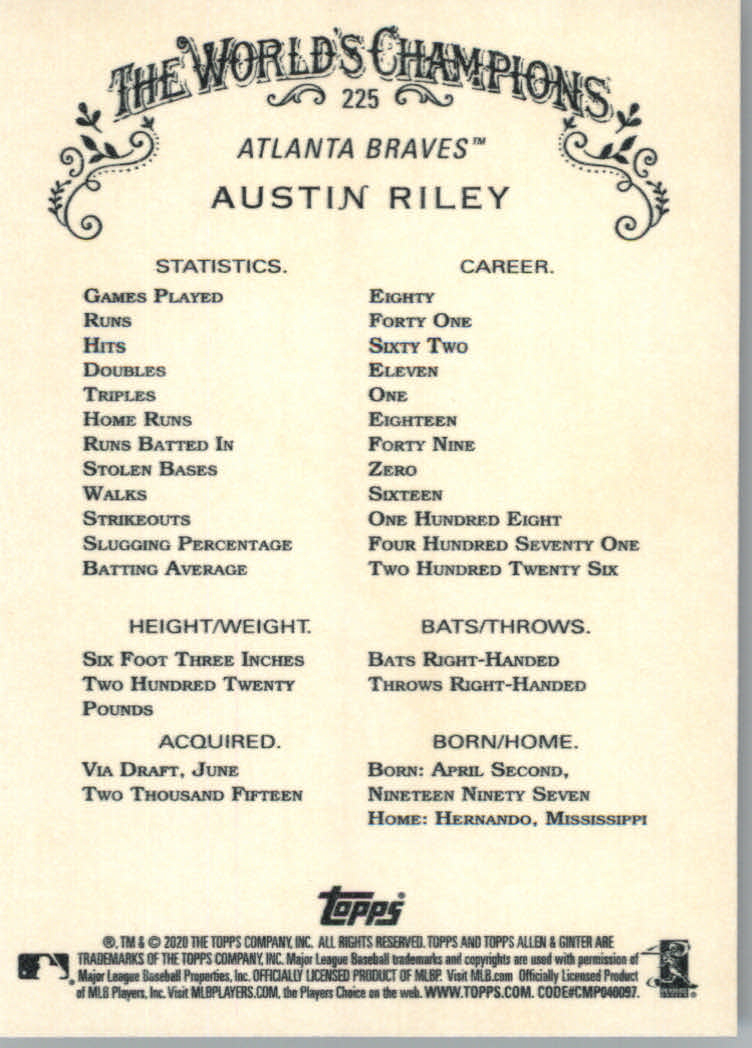 THE WORLD'S CHAMPIONS
225
ATLANTA BRAVES™
AUSTIN RILEY
STATISTICS. CAREER.
GAMES PLAYED EIGHTY
RUNS FORTY ONE
HITS SIXTY TWO
DOUBLES ELEVEN
TRIPLES ONE
HOME RUNS EIGHTEEN
RUNS BATTED IN FORTY NINE
STOLEN BASES ZERO
WALKS SIXTEEN
STRIKEOUTS ONE HUNDRED EIGHT
SLUGGING PERCENTAGE FOUR HUNDRED SEVENTY ONE
BATTING AVERAGE TWO HUNDRED TWENTY SIX
HEIGHT/WEIGHT. BATS/THROWS.
SIX FOOT THREE INCHES BATS RIGHT-HANDED
TWO HUNDRED TWENTY THROWS RIGHT-HANDED
POUNDS
ACQUIRED. BORN/HOME.
VIA DRAFT, JUNE BORN: APRIL SECOND,
TWO THOUSAND FIFTEEN NINETEEN NINETY SEVEN
HOME: HERNANDO, MISSISSIPPI
Topps®
®, TM & © 2020 THE TOPPS COMPANY, INC. ALL RIGHTS RESERVED. TOPPS AND TOPPS ALLEN & GINTER ARE
TRADEMARKS OF THE TOPPS COMPANY, INC. Major League Baseball trademarks and copyrights are used with permission of
Major League Baseball Properties, Inc. OFFICIALLY LICENSED PRODUCT OF MLBP. Visit MLB.com Officially Licensed Product
of MLB Players, Inc. Visit MLBPLAYERS.COM, the Players Choice on the web. WWW.TOPPS.COM. CODE#CMP040097.